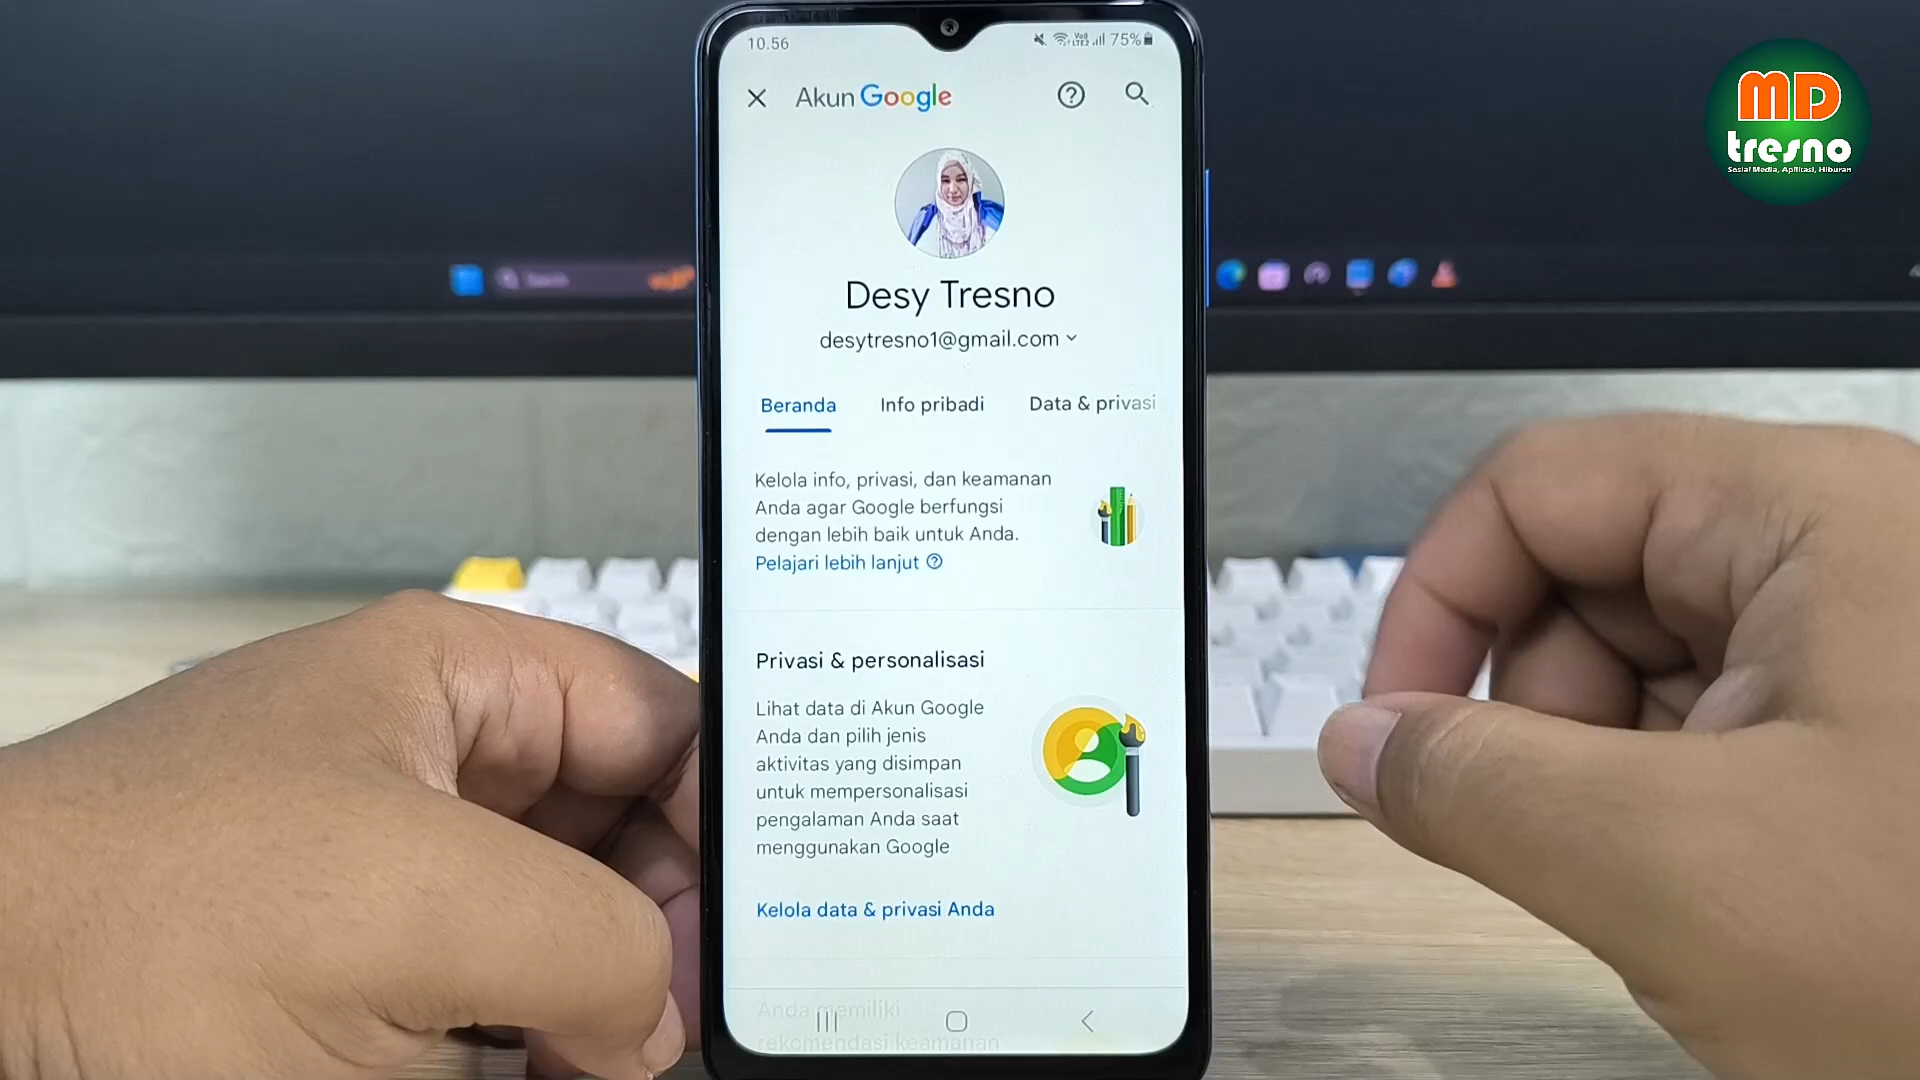 10.56
Vo))
LTE2
75%
Akun Google
MD
tresno
Sosial Media, Aplikasi, Hiburan
Search
Desy Tresno
desytresno1@gmail.com
Beranda
Info pribadi
Data & privasi
Kelola info, privasi, dan keamanan
Anda agar Google berfungsi
dengan lebih baik untuk Anda.
Pelajari lebih lanjut
Privasi & personalisasi
Lihat data di Akun Google
Anda dan pilih jenis
aktivitas yang disimpan
untuk mempersonalisasi
pengalaman Anda saat
menggunakan Google
Kelola data & privasi Anda
Anda memiliki
rekomendasi keamanan